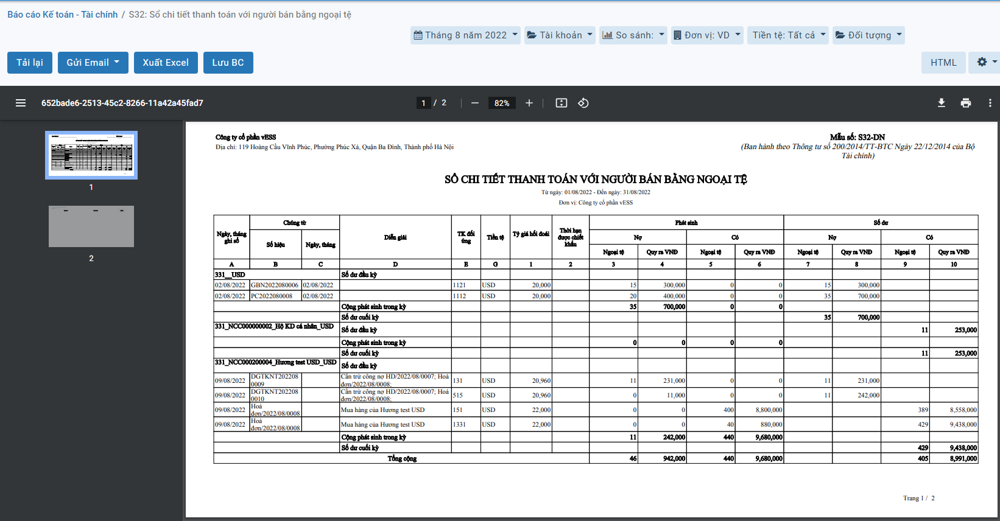 Báo cáo Kế toán - Tài chính / S32: Sổ chi tiết thanh toán với người bán bằng ngoại tệ
Tháng 8 năm 2022 Tài khoản So sánh: Đơn vị: VD Tiền tệ: Tất cả Đối tượng
Tải lại Gửi Email Xuất Excel Lưu BC HTML
652bade6-2513-45c2-8266-11a42a45fad7 1 / 2 82%
1
2
Công ty cổ phần vESS
Địa chỉ: 119 Hoàng Cầu Vĩnh Phúc, Phường Phúc Xá, Quận Ba Đình, Thành phố Hà Nội
Mẫu số: S32-DN
(Ban hành theo Thông tư số 200/2014/TT-BTC Ngày 22/12/2014 của Bộ
Tài chính)
SỔ CHI TIẾT THANH TOÁN VỚI NGƯỜI BÁN BẰNG NGOẠI TỆ
Từ ngày: 01/08/2022 - Đến ngày: 31/08/2022
Đơn vị: Công ty cổ phần vESS
Ngày, tháng ghi sổ Chứng từ Diễn giải TK đối ứng Tiền tệ Tỷ giá hối đoái Thời hạn được chiết khấu Phát sinh Số dư
Số hiệu Ngày, tháng Nợ Có Nợ Có
Ngoại tệ Quy ra VNĐ Ngoại tệ Quy ra VNĐ Ngoại tệ Quy ra VNĐ Ngoại tệ Quy ra VNĐ
A B C D E G 1 2 3 4 5 6 7 8 9 10
331__USD Số dư đầu kỳ
02/08/2022 GBN2022080006 02/08/2022 1121 USD 20,000 15 300,000 0 0 15 300,000
02/08/2022 PC2022080008 02/08/2022 1112 USD 20,000 20 400,000 0 0 35 700,000
Cộng phát sinh trong kỳ 35 700,000 0 0
Số dư cuối kỳ 35 700,000
331_NCC000000002_Hộ KD cá nhân_USD Số dư đầu kỳ 11 253,000
Cộng phát sinh trong kỳ 0 0 0 0
Số dư cuối kỳ 11 253,000
331_NCC000200004_Hương test USD_USD Số dư đầu kỳ
09/08/2022 DGTKNT2022080009 Cấn trừ công nợ HD/2022/08/0007; Hoá đơn/2022/08/0008; 131 USD 20,960 11 231,000 0 0 11 231,000
09/08/2022 DGTKNT2022080010 Cấn trừ công nợ HD/2022/08/0007; Hoá đơn/2022/08/0008; 515 USD 20,960 0 11,000 0 0 11 242,000
09/08/2022 Hoá đơn/2022/08/0008 Mua hàng của Hương test USD 151 USD 22,000 0 0 400 8,800,000 389 8,558,000
09/08/2022 Hoá đơn/2022/08/0008 Mua hàng của Hương test USD 1331 USD 22,000 0 0 40 880,000 429 9,438,000
Cộng phát sinh trong kỳ 11 242,000 440 9,680,000
Số dư cuối kỳ 429 9,438,000
Tổng cộng 46 942,000 440 9,680,000 405 8,991,000
Trang 1 / 2